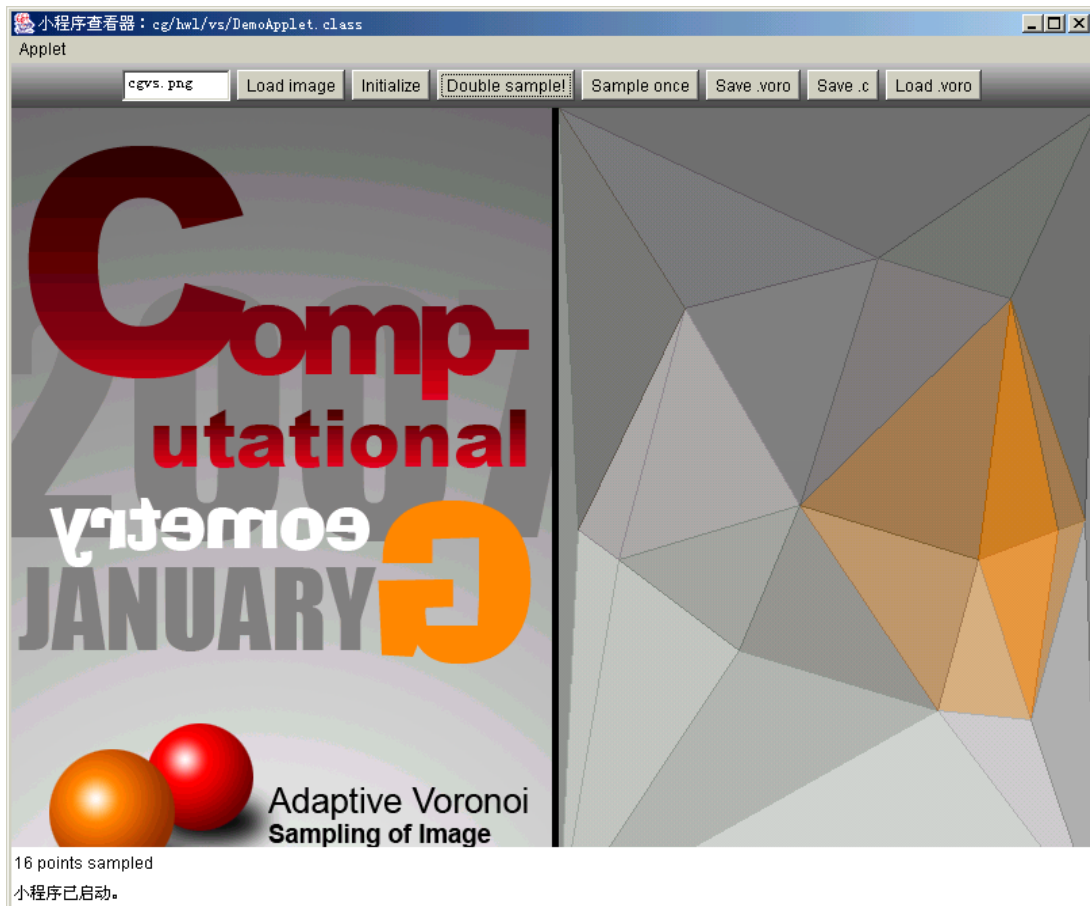 小程序查看器：cg/hwl/vs/DemoApplet.class
Applet
cgvs.png Load image Initialize Double sample! Sample once Save .voro Save .c Load .voro
2007
Comp-
utational
eometry G
JANUARY
Adaptive Voronoi
Sampling of Image
16 points sampled
小程序已启动。